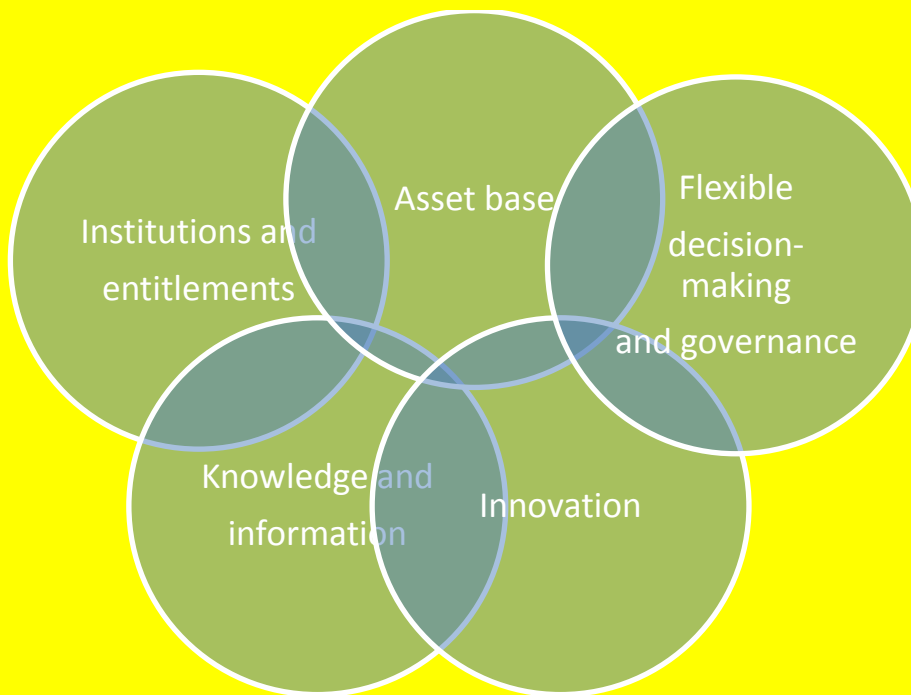 Asset base
Flexible
decision-
making
and governance
Institutions and
entitlements
Knowledge and
information
Innovation